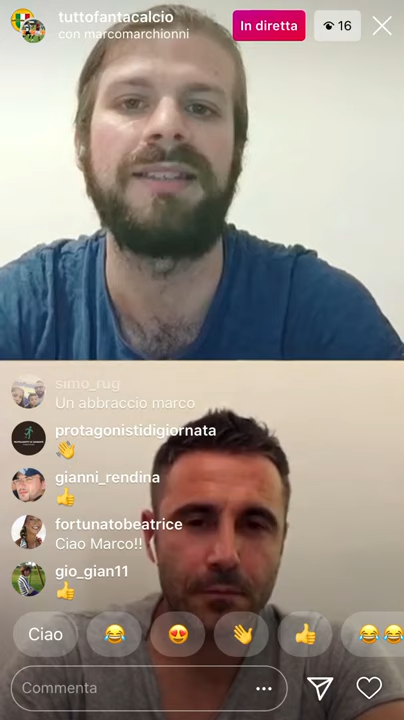 tuttofantacalcio
con marcomarchionni
In diretta
16
simo_rug
Un abbraccio marco
protagonistidigiornata
👋
gianni_rendina
👍
fortunatobeatrice
Ciao Marco!!
gio_gian11
👍
Ciao 😂 😍 👋 👍 😂😂
Commenta